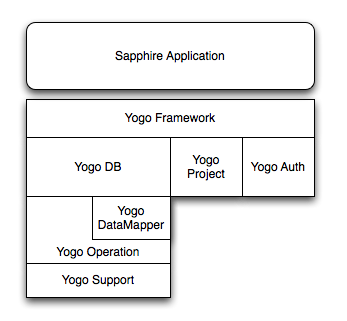 Sapphire Application
Yogo Framework
Yogo DB
Yogo
Project
Yogo Auth
Yogo
DataMapper
Yogo Operation
Yogo Support